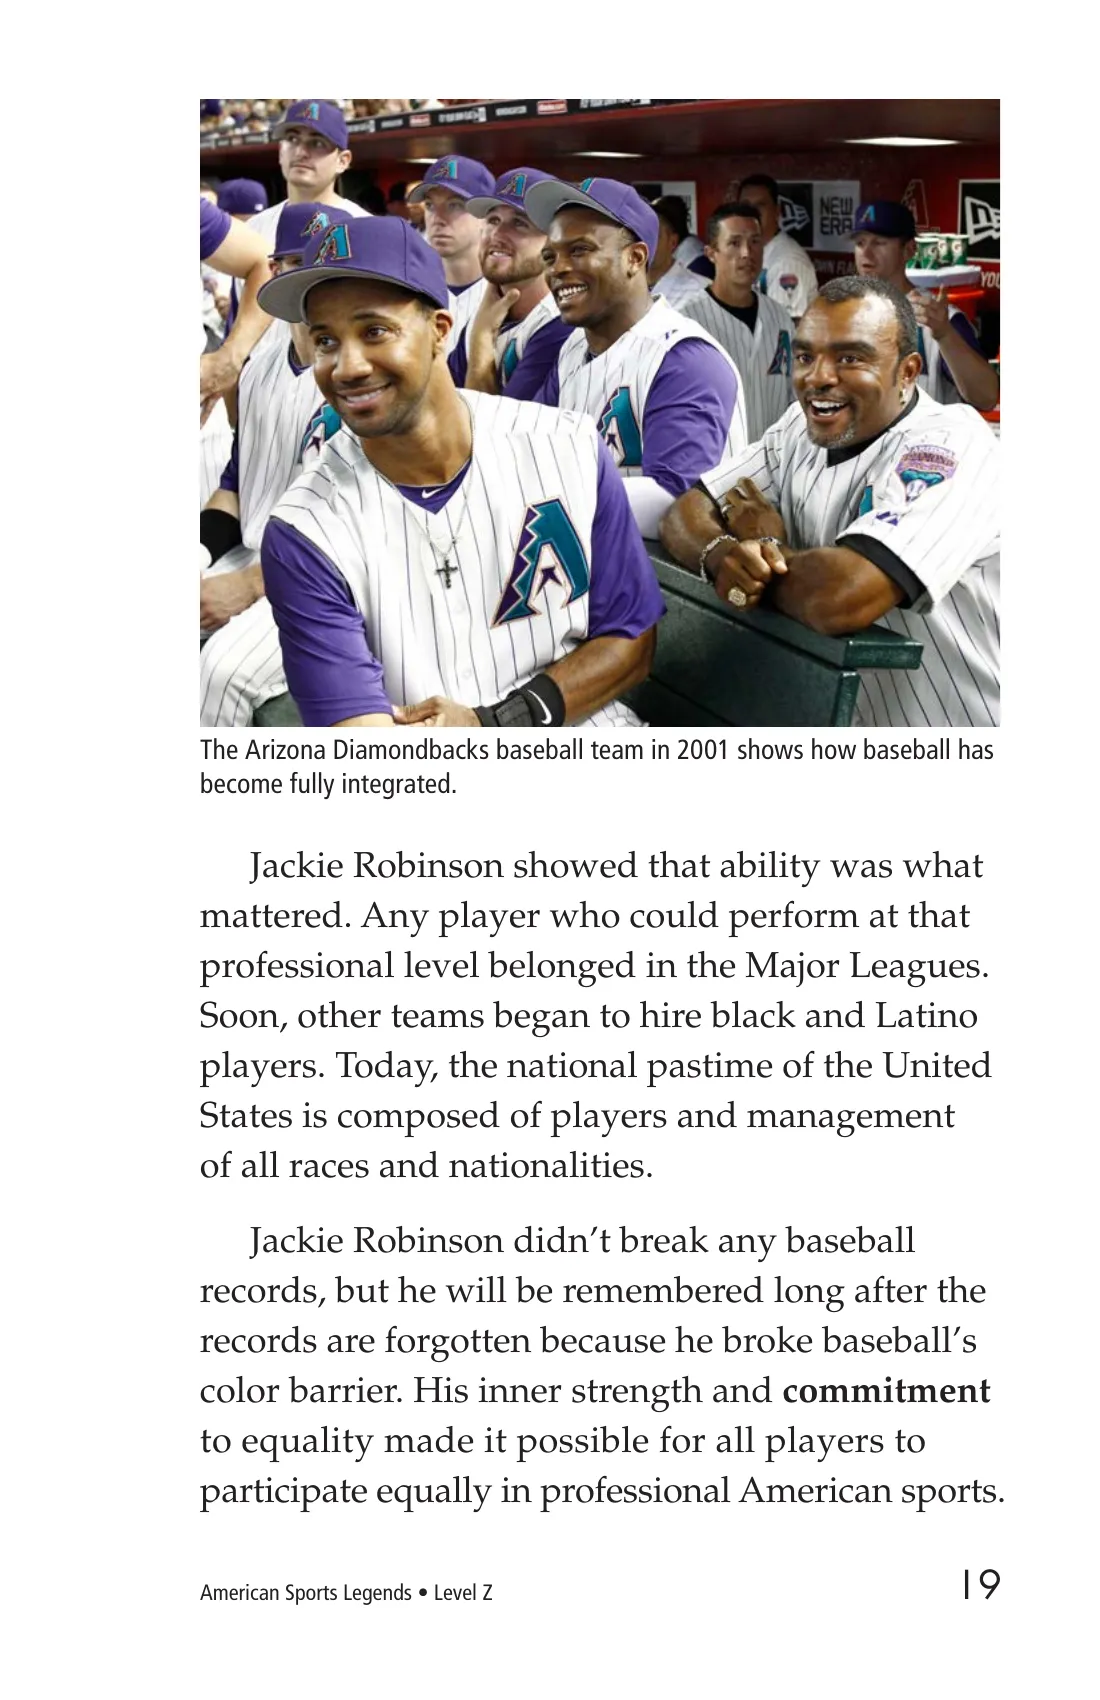 NEW
ERA
The Arizona Diamondbacks baseball team in 2001 shows how baseball has
become fully integrated.
Jackie Robinson showed that ability was what
mattered. Any player who could perform at that
professional level belonged in the Major Leagues.
Soon, other teams began to hire black and Latino
players. Today, the national pastime of the United
States is composed of players and management
of all races and nationalities.
Jackie Robinson didn’t break any baseball
records, but he will be remembered long after the
records are forgotten because he broke baseball’s
color barrier. His inner strength and commitment
to equality made it possible for all players to
participate equally in professional American sports.
American Sports Legends • Level Z
19